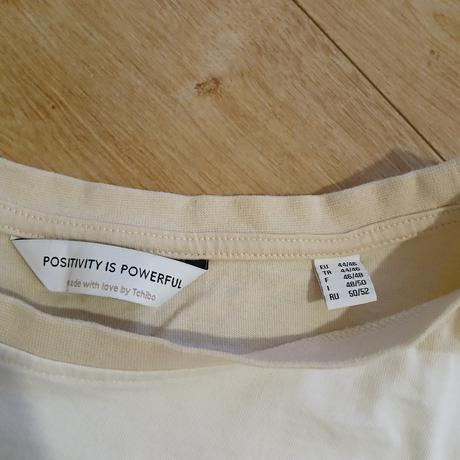 POSITIVITY IS POWERFUL
made with love by Tchibo
EU 44/46
TR 44/46
F 46/48
I 48/50
RU 50/52